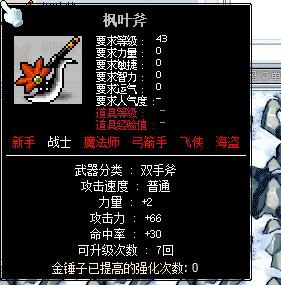 枫叶斧
要求等级： 43
要求力量： -
要求敏捷： -
要求智力： -
要求运气： -
要求人气度： -
道具等级： -
道具经验值： -
新手 战士 魔法师 弓箭手 飞侠 海盗
武器分类 ： 双手斧
攻击速度 ： 普通
力量 ： +2
攻击力 ： +66
命中率 ： +30
可升级次数 ： 7回
金锤子已提高的强化次数: 0